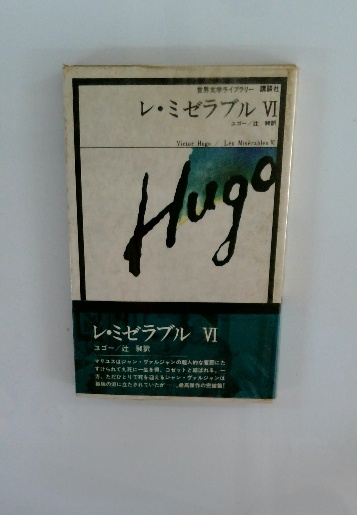 世界文学ライブラリー 講談社
レ・ミゼラブル VI
ユゴー／辻 昶訳
Victor Hugo / Les Misérables VI
Hugo
レ・ミゼラブル VI
ユゴー／辻 昶訳
マリユスはジャン・ヴァルジャンの超人的な奮闘にた
すけられて九死に一生を得、コゼットと結ばれる。一
方、ただひとりで死を迎えるジャン・ヴァルジャンは
孤独の淵に立たされていたが──。最高傑作の完結篇！